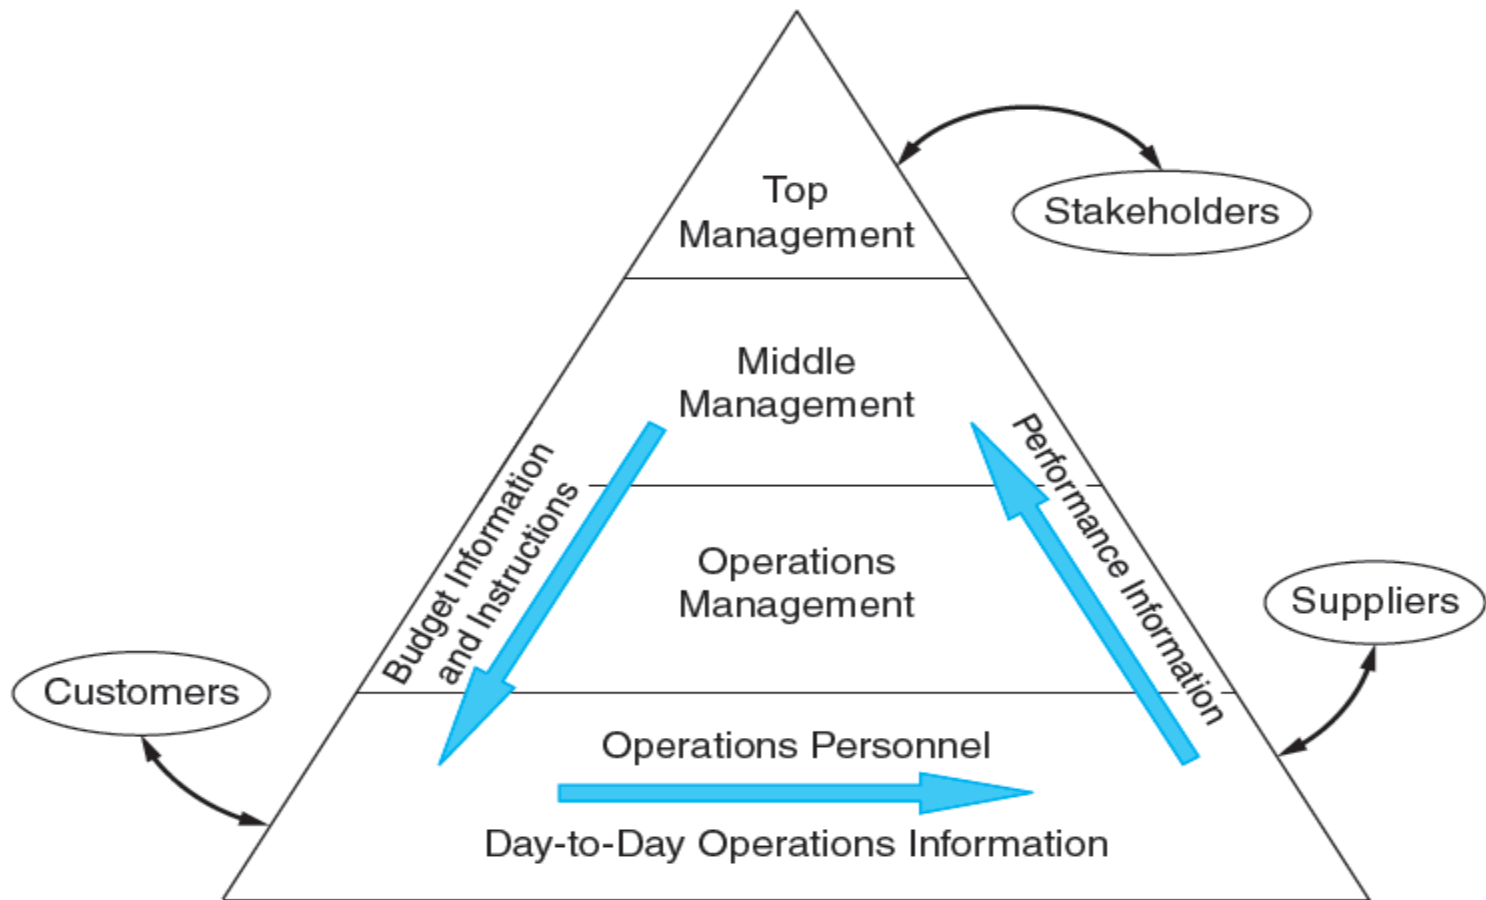 Top
Management
Stakeholders
Middle
Management
Budget Information
and Instructions
Performance Information
Operations
Management
Suppliers
Customers
Operations Personnel
Day-to-Day Operations Information